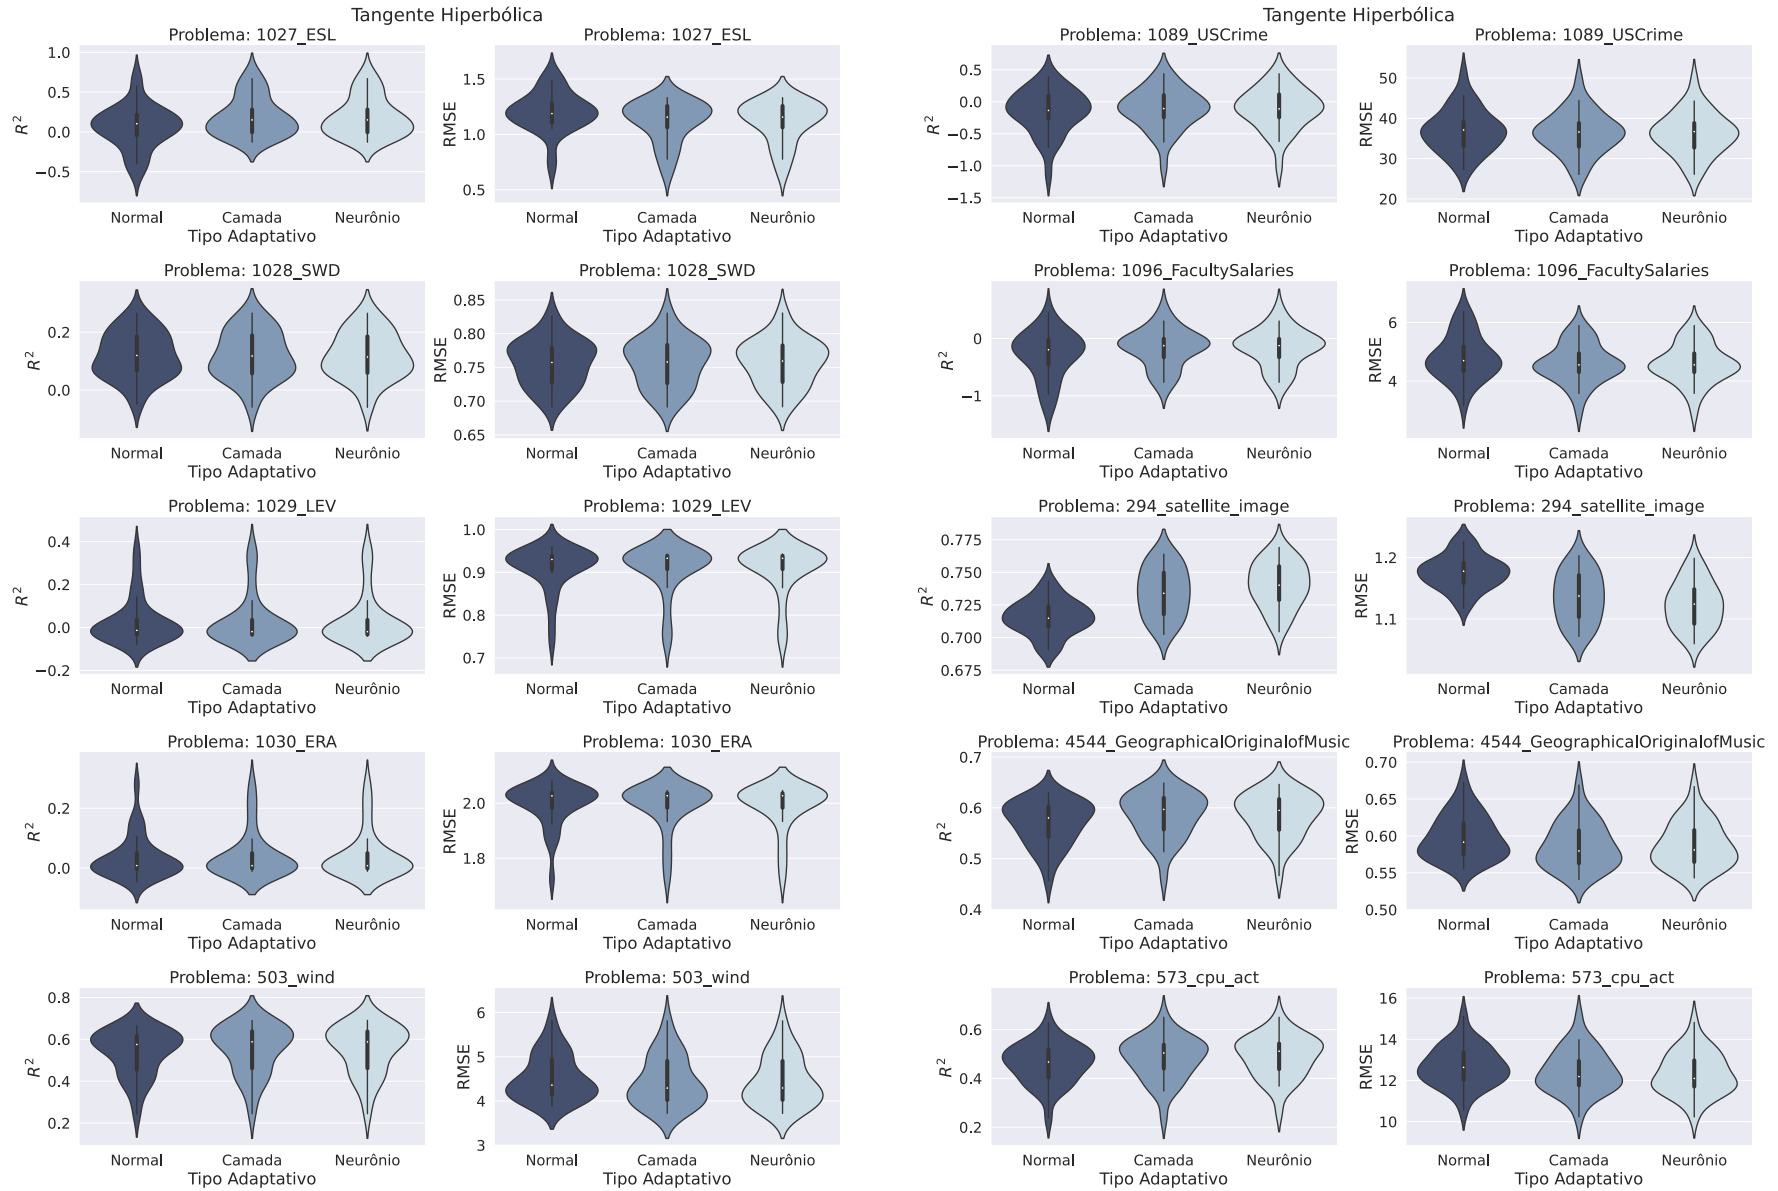 Tangente Hiperbólica
Problema: 1027_ESL
R²
1.0
0.5
0.0
−0.5
Normal Camada Neurônio
Tipo Adaptativo
Problema: 1027_ESL
RMSE
1.5
1.0
0.5
Normal Camada Neurônio
Tipo Adaptativo
Problema: 1028_SWD
R²
0.2
0.0
Normal Camada Neurônio
Tipo Adaptativo
Problema: 1028_SWD
RMSE
0.85
0.80
0.75
0.70
0.65
Normal Camada Neurônio
Tipo Adaptativo
Problema: 1029_LEV
R²
0.4
0.2
0.0
−0.2
Normal Camada Neurônio
Tipo Adaptativo
Problema: 1029_LEV
RMSE
1.0
0.9
0.8
0.7
Normal Camada Neurônio
Tipo Adaptativo
Problema: 1030_ERA
R²
0.2
0.0
Normal Camada Neurônio
Tipo Adaptativo
Problema: 1030_ERA
RMSE
2.0
1.8
Normal Camada Neurônio
Tipo Adaptativo
Problema: 503_wind
R²
0.8
0.6
0.4
0.2
Normal Camada Neurônio
Tipo Adaptativo
Problema: 503_wind
RMSE
6
5
4
3
Normal Camada Neurônio
Tipo Adaptativo
Tangente Hiperbólica
Problema: 1089_USCrime
R²
0.5
0.0
−0.5
−1.0
−1.5
Normal Camada Neurônio
Tipo Adaptativo
Problema: 1089_USCrime
RMSE
50
40
30
20
Normal Camada Neurônio
Tipo Adaptativo
Problema: 1096_FacultySalaries
R²
0
−1
Normal Camada Neurônio
Tipo Adaptativo
Problema: 1096_FacultySalaries
RMSE
6
4
Normal Camada Neurônio
Tipo Adaptativo
Problema: 294_satellite_image
R²
0.775
0.750
0.725
0.700
0.675
Normal Camada Neurônio
Tipo Adaptativo
Problema: 294_satellite_image
RMSE
1.2
1.1
Normal Camada Neurônio
Tipo Adaptativo
Problema: 4544_GeographicalOriginalofMusic
R²
0.7
0.6
0.5
0.4
Normal Camada Neurônio
Tipo Adaptativo
Problema: 4544_GeographicalOriginalofMusic
RMSE
0.70
0.65
0.60
0.55
0.50
Normal Camada Neurônio
Tipo Adaptativo
Problema: 573_cpu_act
R²
0.6
0.4
0.2
Normal Camada Neurônio
Tipo Adaptativo
Problema: 573_cpu_act
RMSE
16
14
12
10
Normal Camada Neurônio
Tipo Adaptativo